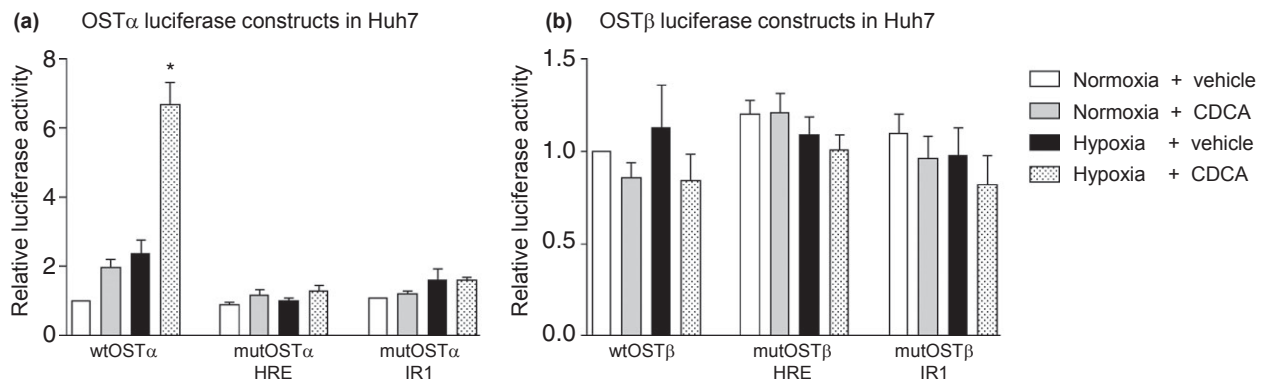 (a) OSTα luciferase constructs in Huh7
Relative luciferase activity
8
6
4
2
0
*
wtOSTα
mutOSTα
HRE
mutOSTα
IR1
(b) OSTβ luciferase constructs in Huh7
Relative luciferase activity
1.5
1.0
0.5
0.0
wtOSTβ
mutOSTβ
HRE
mutOSTβ
IR1
Normoxia + vehicle
Normoxia + CDCA
Hypoxia + vehicle
Hypoxia + CDCA